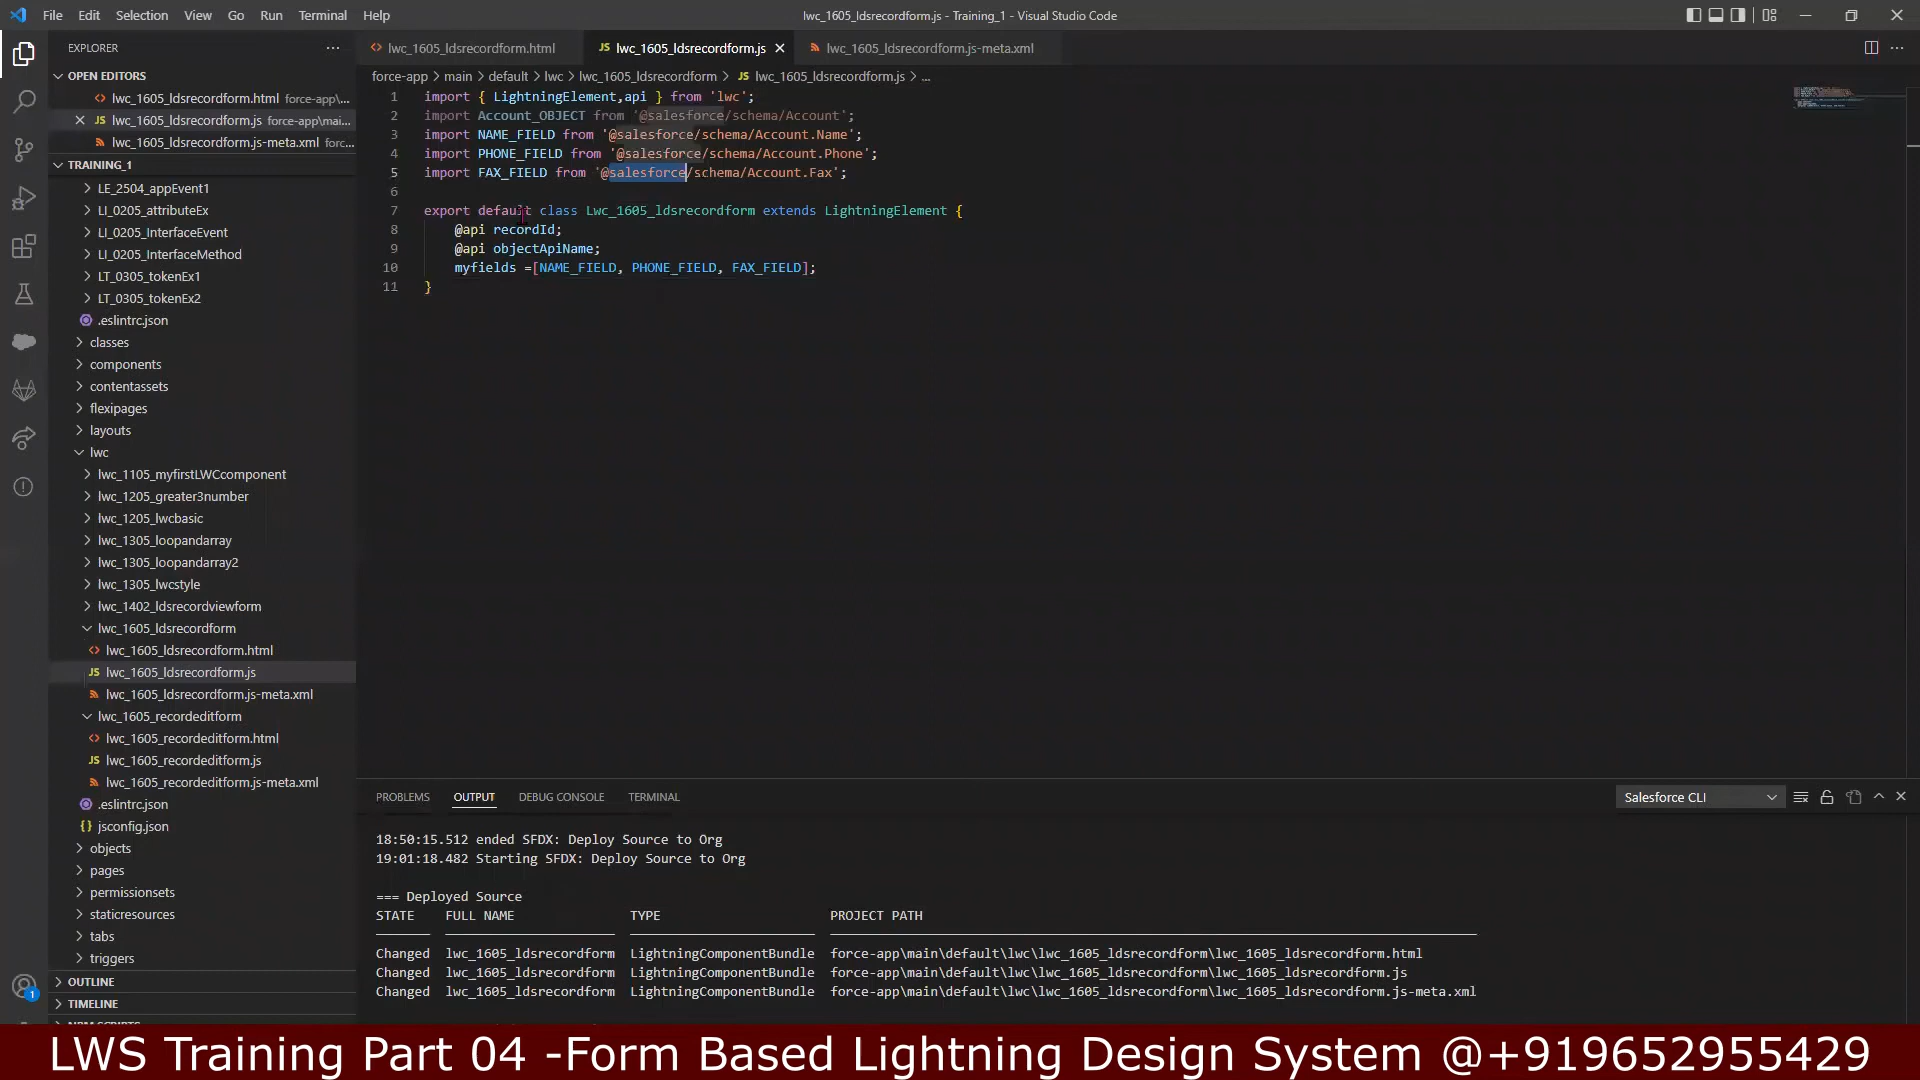 File Edit Selection View Go Run Terminal Help
lwc_1605_ldsrecordform.js - Training_1 - Visual Studio Code
EXPLORER
OPEN EDITORS
lwc_1605_ldsrecordform.html force-app\...
lwc_1605_ldsrecordform.js force-app\mai...
lwc_1605_ldsrecordform.js-meta.xml forc...
TRAINING_1
LE_2504_appEvent1
LI_0205_attributeEx
LI_0205_InterfaceEvent
LI_0205_InterfaceMethod
LT_0305_tokenEx1
LT_0305_tokenEx2
.eslintrc.json
classes
components
contentassets
flexipages
layouts
lwc
lwc_1105_myfirstLWCcomponent
lwc_1205_greater3number
lwc_1205_lwcbasic
lwc_1305_loopandarray
lwc_1305_loopandarray2
lwc_1305_lwcstyle
lwc_1402_ldsrecordviewform
lwc_1605_ldsrecordform
lwc_1605_ldsrecordform.html
JS lwc_1605_ldsrecordform.js
lwc_1605_ldsrecordform.js-meta.xml
lwc_1605_recordeditform
lwc_1605_recordeditform.html
JS lwc_1605_recordeditform.js
lwc_1605_recordeditform.js-meta.xml
.eslintrc.json
{} jsconfig.json
objects
pages
permissionsets
staticresources
tabs
triggers
OUTLINE
TIMELINE
1
lwc_1605_ldsrecordform.html JS lwc_1605_ldsrecordform.js lwc_1605_ldsrecordform.js-meta.xml
force-app > main > default > lwc > lwc_1605_ldsrecordform > JS lwc_1605_ldsrecordform.js > ...
1 import { LightningElement,api } from 'lwc';
2 import Account_OBJECT from '@salesforce/schema/Account';
3 import NAME_FIELD from '@salesforce/schema/Account.Name';
4 import PHONE_FIELD from '@salesforce/schema/Account.Phone';
5 import FAX_FIELD from '@salesforce/schema/Account.Fax';
6
7 export default class Lwc_1605_ldsrecordform extends LightningElement {
8 @api recordId;
9 @api objectApiName;
10 myfields =[NAME_FIELD, PHONE_FIELD, FAX_FIELD];
11 }
PROBLEMS OUTPUT DEBUG CONSOLE TERMINAL
Salesforce CLI
18:50:15.512 ended SFDX: Deploy Source to Org
19:01:18.482 Starting SFDX: Deploy Source to Org
=== Deployed Source
STATE FULL NAME TYPE PROJECT PATH
Changed lwc_1605_ldsrecordform LightningComponentBundle force-app\main\default\lwc\lwc_1605_ldsrecordform\lwc_1605_ldsrecordform.html
Changed lwc_1605_ldsrecordform LightningComponentBundle force-app\main\default\lwc\lwc_1605_ldsrecordform\lwc_1605_ldsrecordform.js
Changed lwc_1605_ldsrecordform LightningComponentBundle force-app\main\default\lwc\lwc_1605_ldsrecordform\lwc_1605_ldsrecordform.js-meta.xml
LWS Training Part 04 -Form Based Lightning Design System @+919652955429